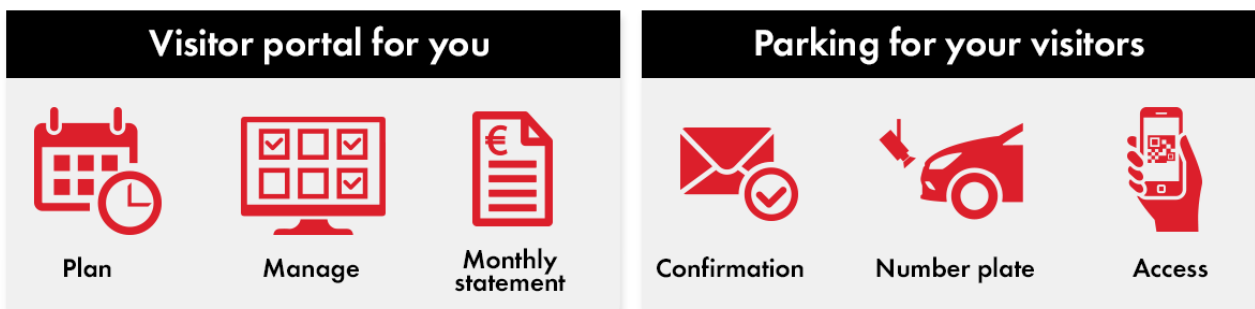 Visitor portal for you
Plan
Manage
€
Monthly
statement
Parking for your visitors
Confirmation
Number plate
Access